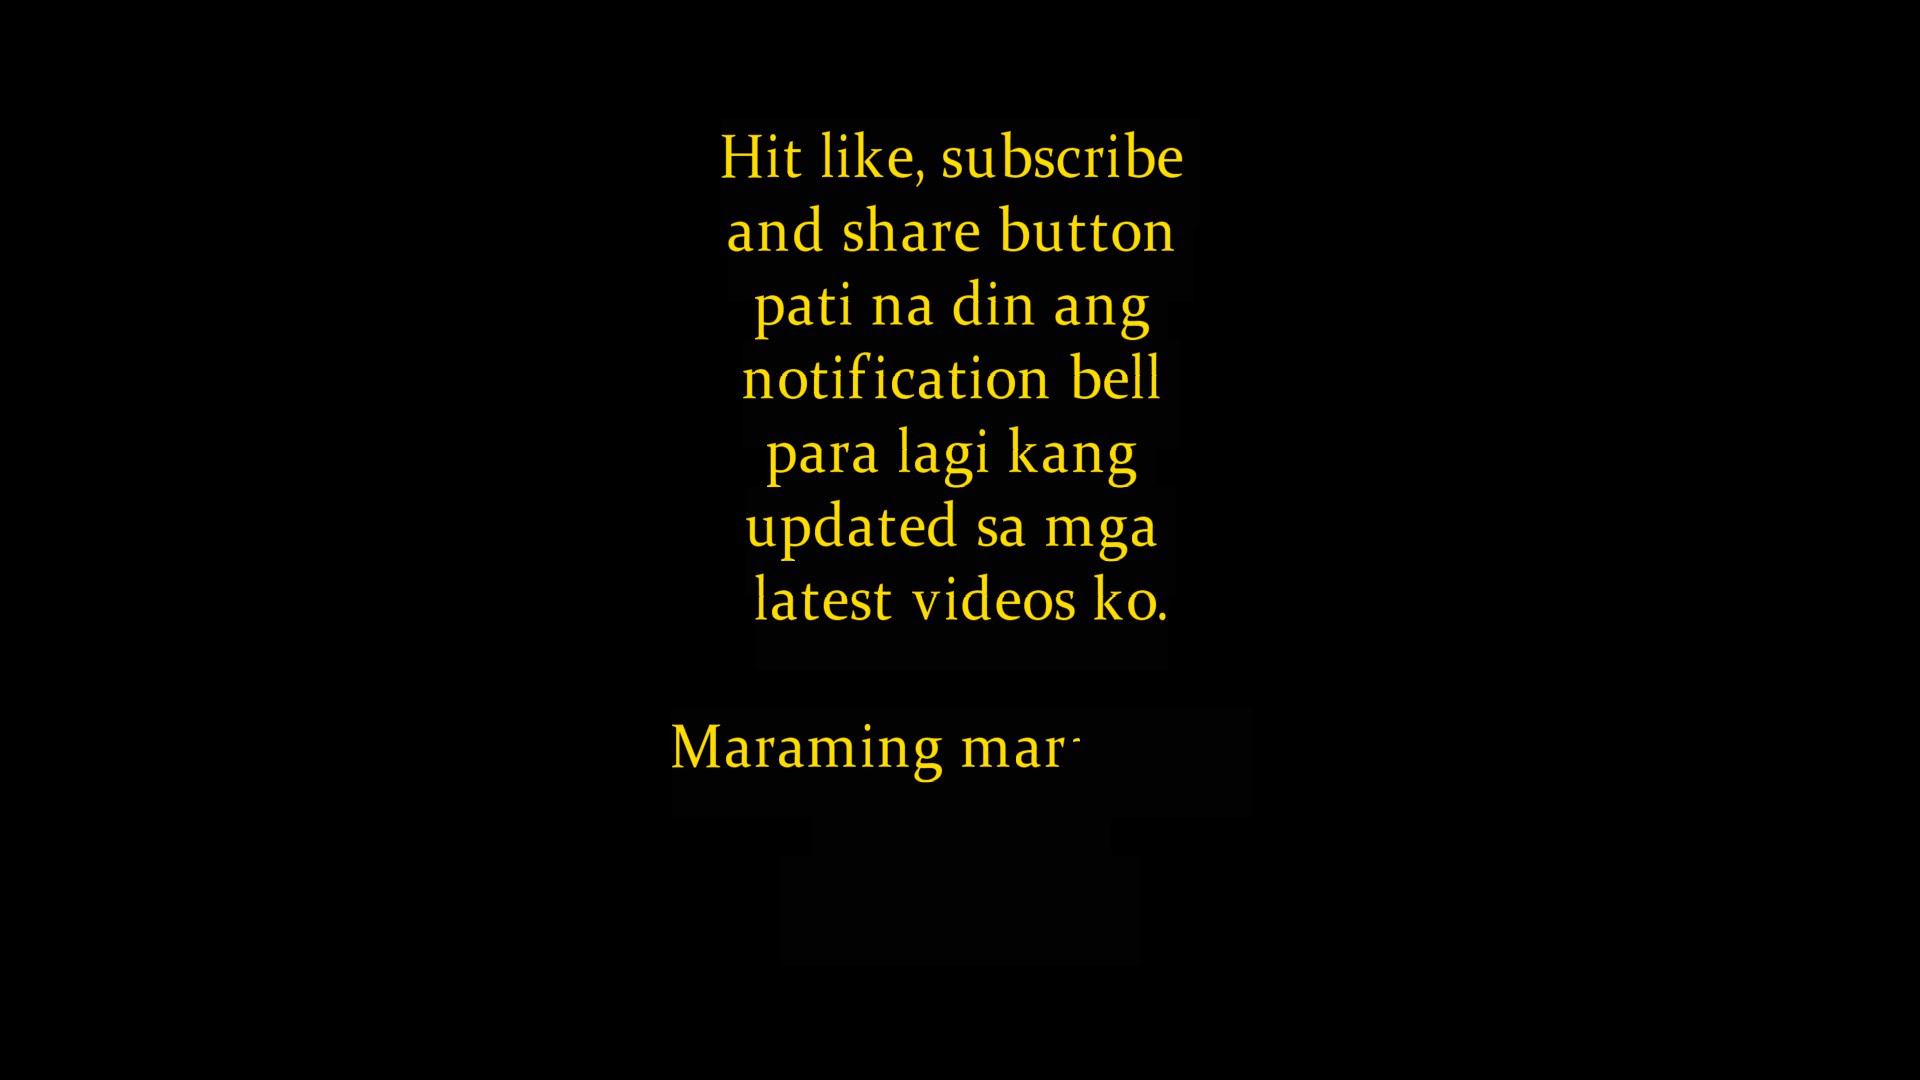 Hit like, subscribe
and share button
pati na din ang
notification bell
para lagi kang
updated sa mga
latest videos ko.
Maraming mar